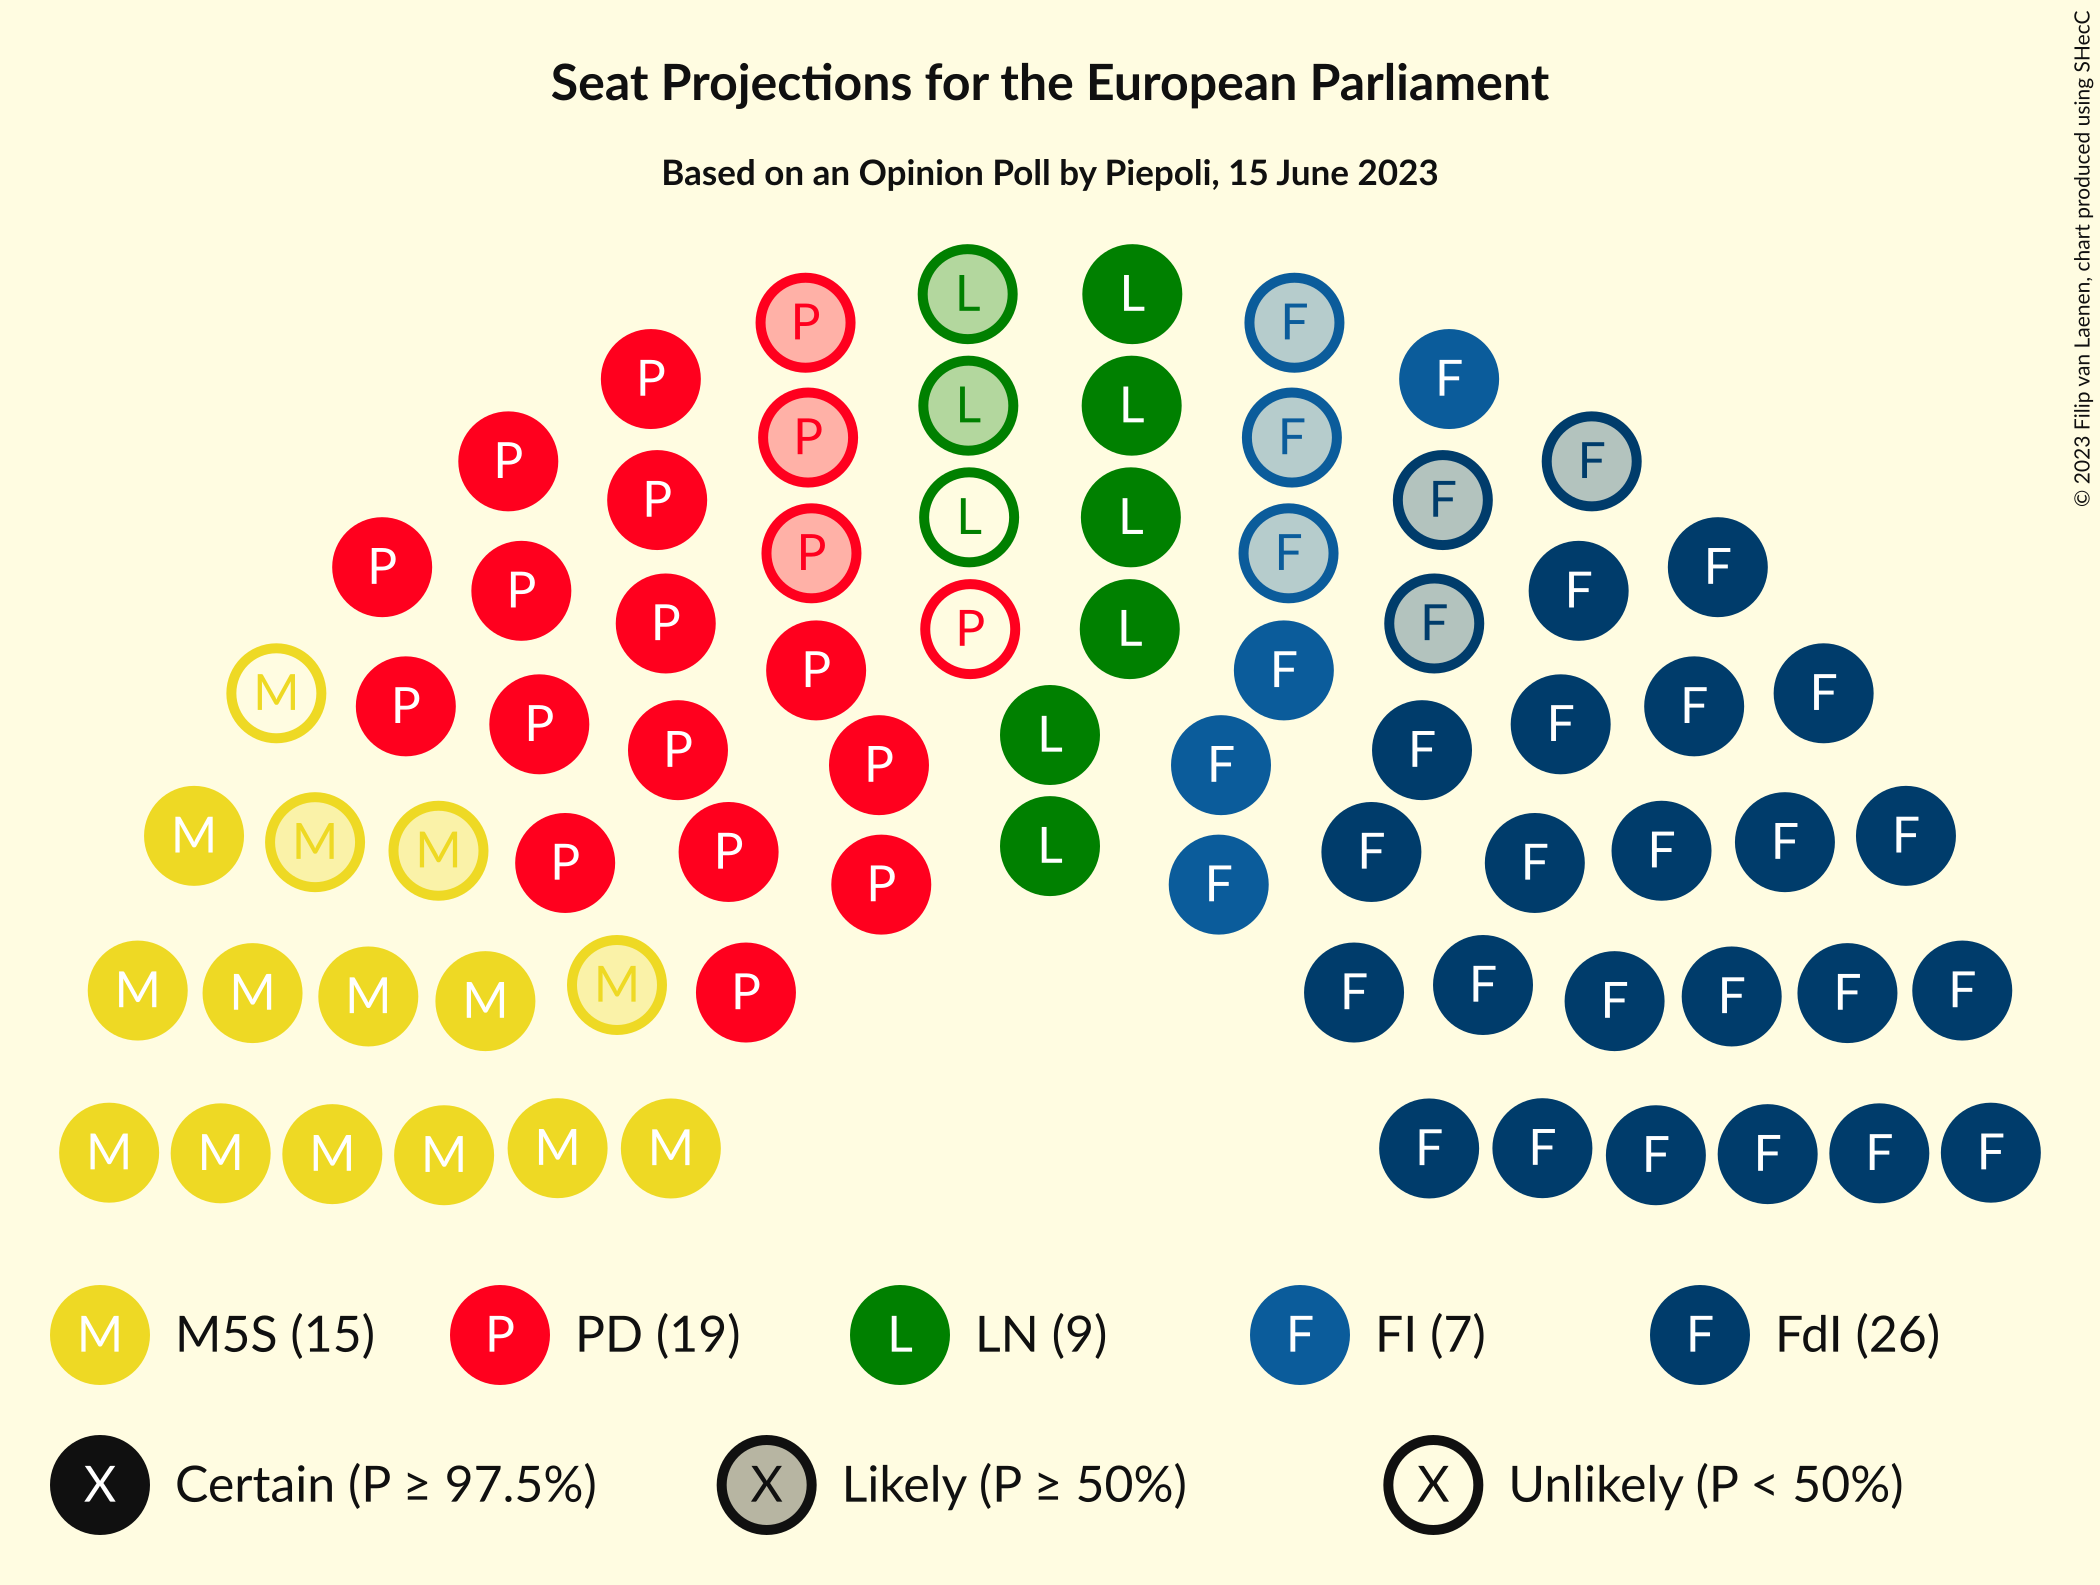 Seat Projections for the European Parliament
Based on an Opinion Poll by Piepoli, 15 June 2023
© 2023 Filip van Laenen, chart produced using SHecC
L L
P F
P F
L L
P F
P F
P F
L L
P F
P F
P F
P F
P F
L P L
P F
P F
M F
P F
P F
L
P F
P F
M F
M F
L
M F
P F
P F
P F
M F
M P F F
M F
M F
M F
M M M M M M F F F F F F
M M5S (15) P PD (19) L LN (9) F FI (7) F FdI (26)
X Certain (P ≥ 97.5%) X Likely (P ≥ 50%) X Unlikely (P < 50%)